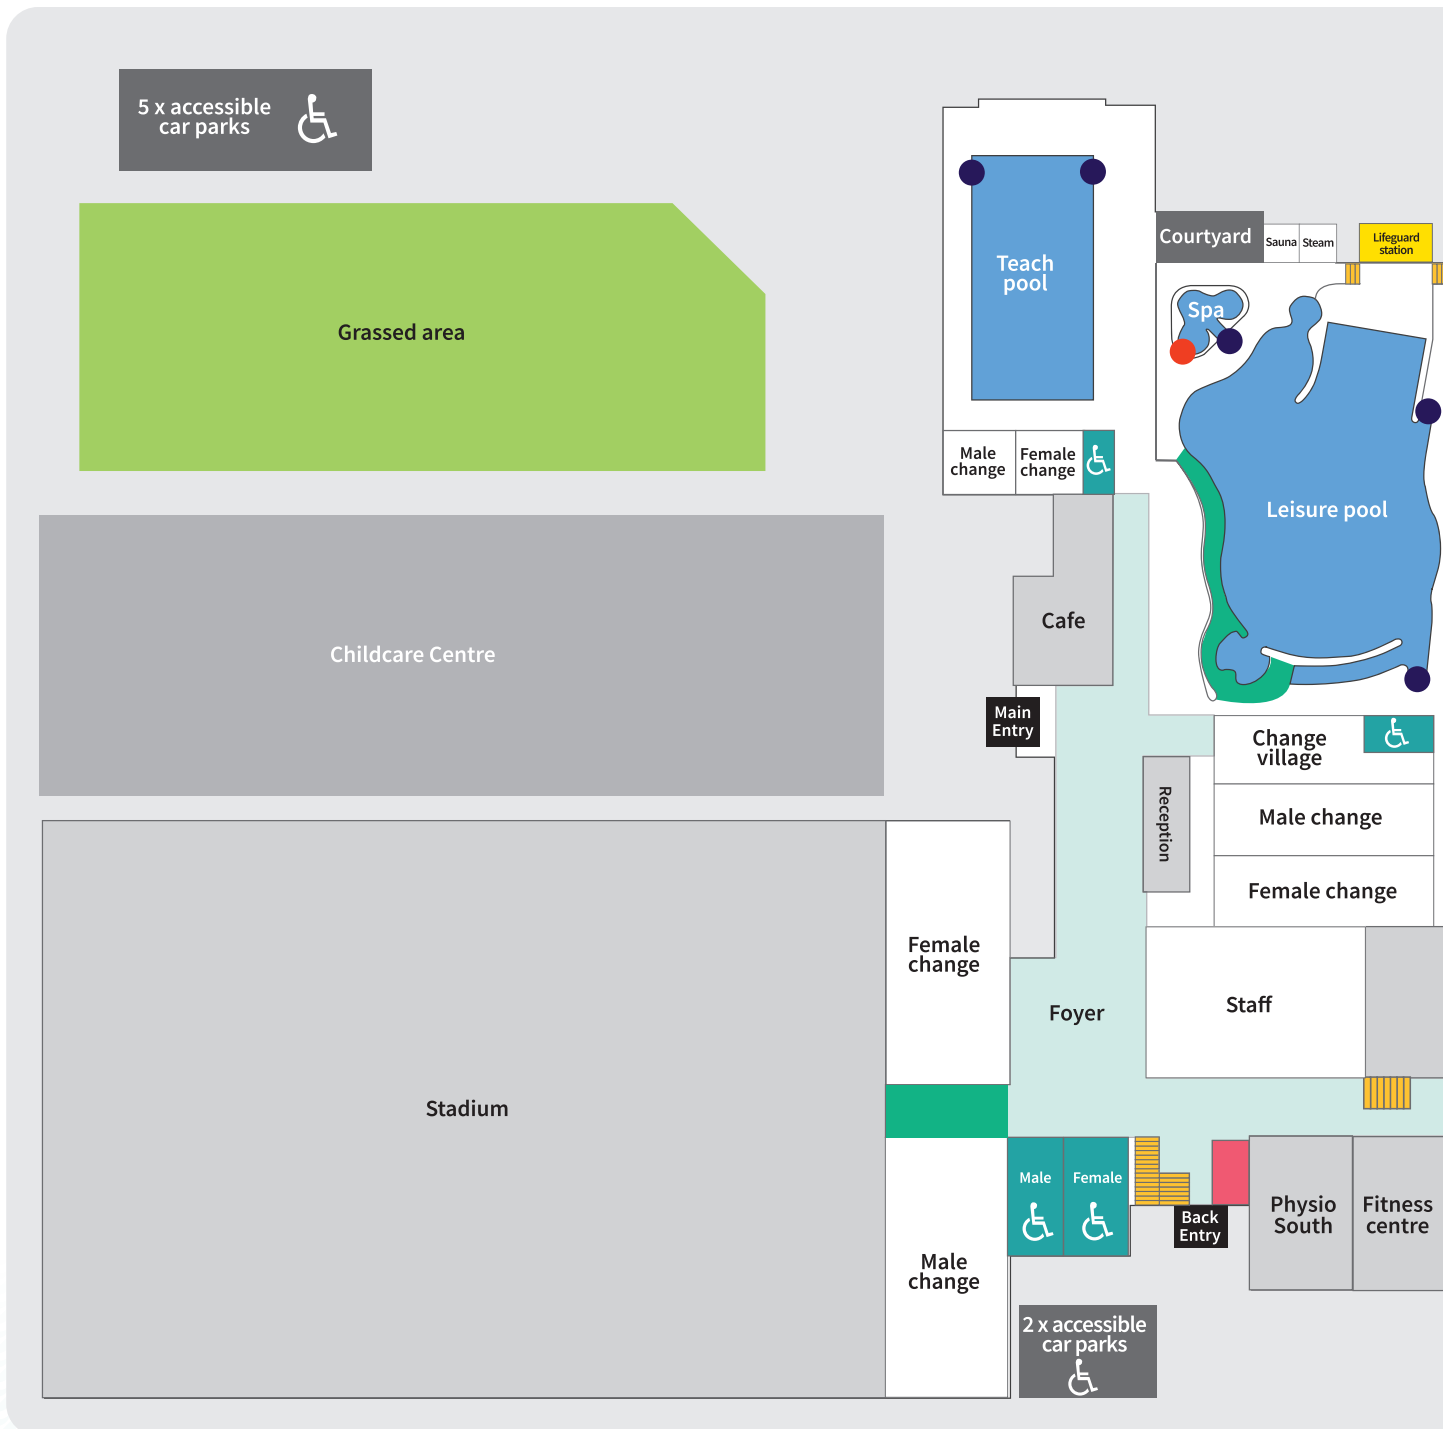 5 x accessible
car parks
Courtyard
Sauna
Steam
Lifeguard
station
Teach
pool
Spa
Grassed area
Male
change
Female
change
Leisure pool
Cafe
Childcare Centre
Main
Entry
Change
village
Reception
Male change
Female change
Female
change
Foyer
Staff
Stadium
Male
Female
Physio
South
Fitness
centre
Back
Entry
Male
change
2 x accessible
car parks